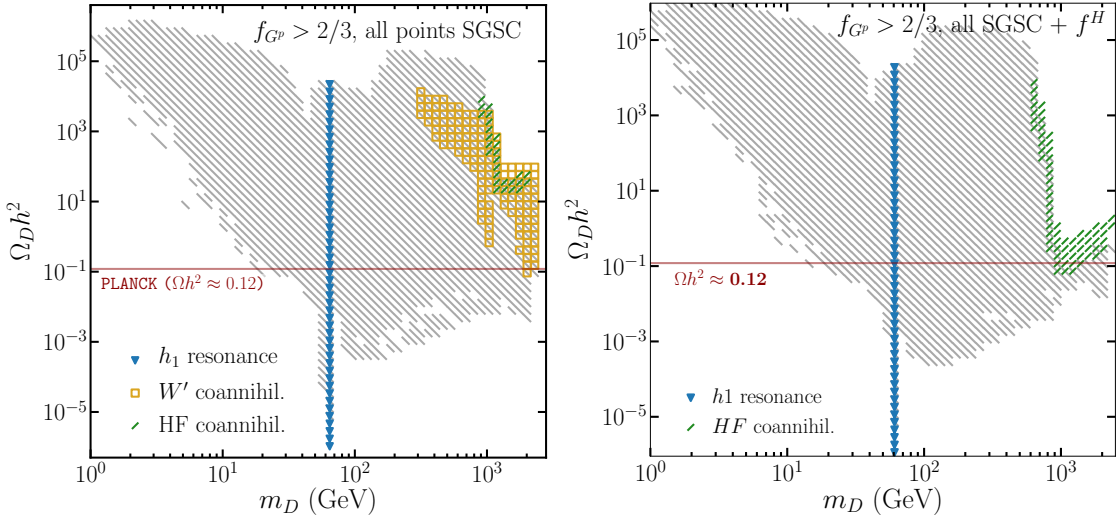 f_{G^p} > 2/3, all points SGSC
10^5
10^3
10^1
10^{-1}
10^{-3}
10^{-5}
Ω_D h^2
PLANCK (Ωh^2 ≈ 0.12)
h_1 resonance
W′ coannihil.
HF coannihil.
10^0
10^1
10^2
10^3
m_D (GeV)
f_{G^p} > 2/3, all SGSC + f^H
10^5
10^3
10^1
10^{-1}
10^{-3}
10^{-5}
Ω_D h^2
Ωh^2 ≈ 0.12
h1 resonance
HF coannihil.
10^0
10^1
10^2
10^3
m_D (GeV)